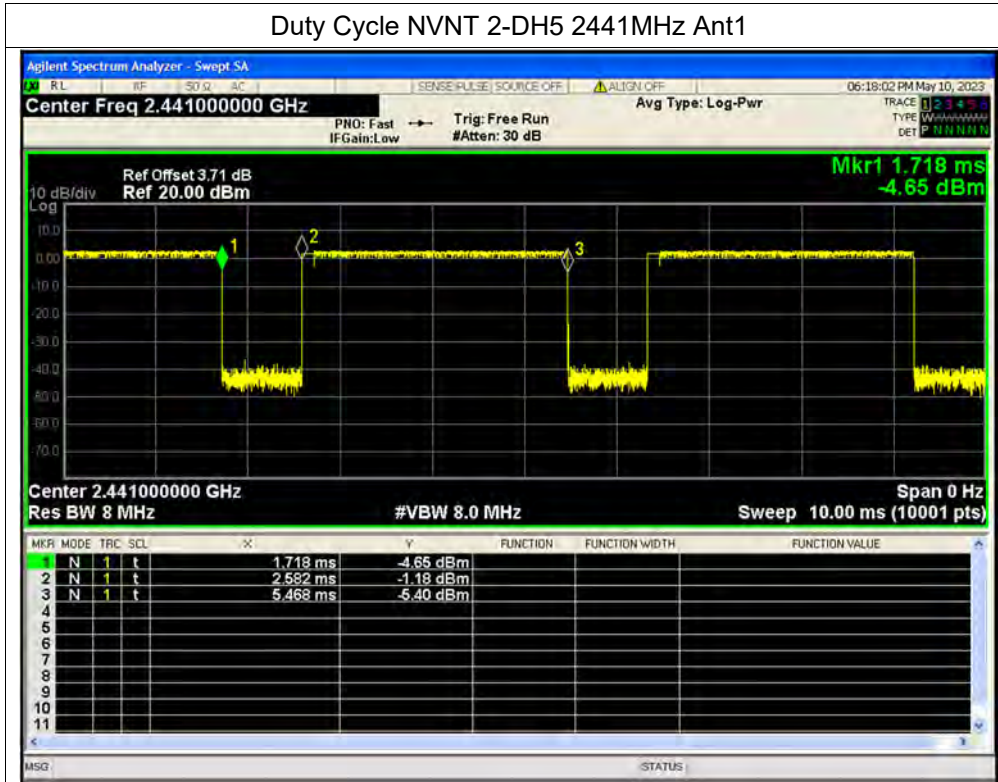 Duty Cycle NVNT 2-DH5 2441MHz Ant1
Agilent Spectrum Analyzer - Swept SA
RL RF 50 Ω AC SENSE:PULSE SOURCE OFF ALIGN OFF 06:18:02 PM May 10, 2023
Center Freq 2.441000000 GHz Avg Type: Log-Pwr TRACE 1 2 3 4 5 6
PNO: Fast Trig: Free Run TYPE W
IFGain:Low #Atten: 30 dB DET P N N N N N
Mkr1 1.718 ms
Ref Offset 3.71 dB -4.65 dBm
10 dB/div Ref 20.00 dBm
Log
10.0
0.00
-10.0
-20.0
-30.0
-40.0
-50.0
-60.0
-70.0
1
2
3
Center 2.441000000 GHz Span 0 Hz
Res BW 8 MHz #VBW 8.0 MHz Sweep 10.00 ms (10001 pts)
MKR MODE TRC SCL X Y FUNCTION FUNCTION WIDTH FUNCTION VALUE
1 N 1 t 1.718 ms -4.65 dBm
2 N 1 t 2.582 ms -1.18 dBm
3 N 1 t 5.468 ms -5.40 dBm
4
5
6
7
8
9
10
11
MSG STATUS